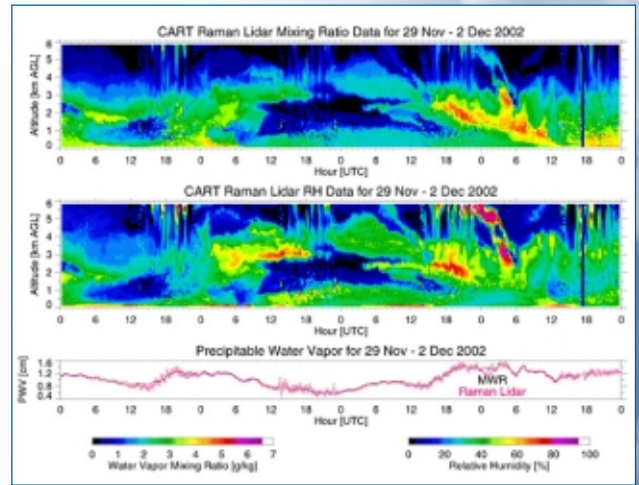 CART Raman Lidar Mixing Ratio Data for 29 Nov - 2 Dec 2002
Altitude [km AGL]
6
5
4
3
2
1
0
0 6 12 18 0 6 12 18 0 6 12 18 0 6 12 18 0
Hour [UTC]
CART Raman Lidar RH Data for 29 Nov - 2 Dec 2002
Altitude [km AGL]
6
5
4
3
2
1
0
0 6 12 18 0 6 12 18 0 6 12 18 0 6 12 18 0
Hour [UTC]
Precipitable Water Vapor for 29 Nov - 2 Dec 2002
PWV [cm]
1.6
1.2
0.8
0.4
MWR
Raman Lidar
0 6 12 18 0 6 12 18 0 6 12 18 0 6 12 18 0
Hour [UTC]
0 1 2 3 4 5 6 7
Water Vapor Mixing Ratio [g/kg]
0 20 40 60 80 100
Relative Humidity [%]